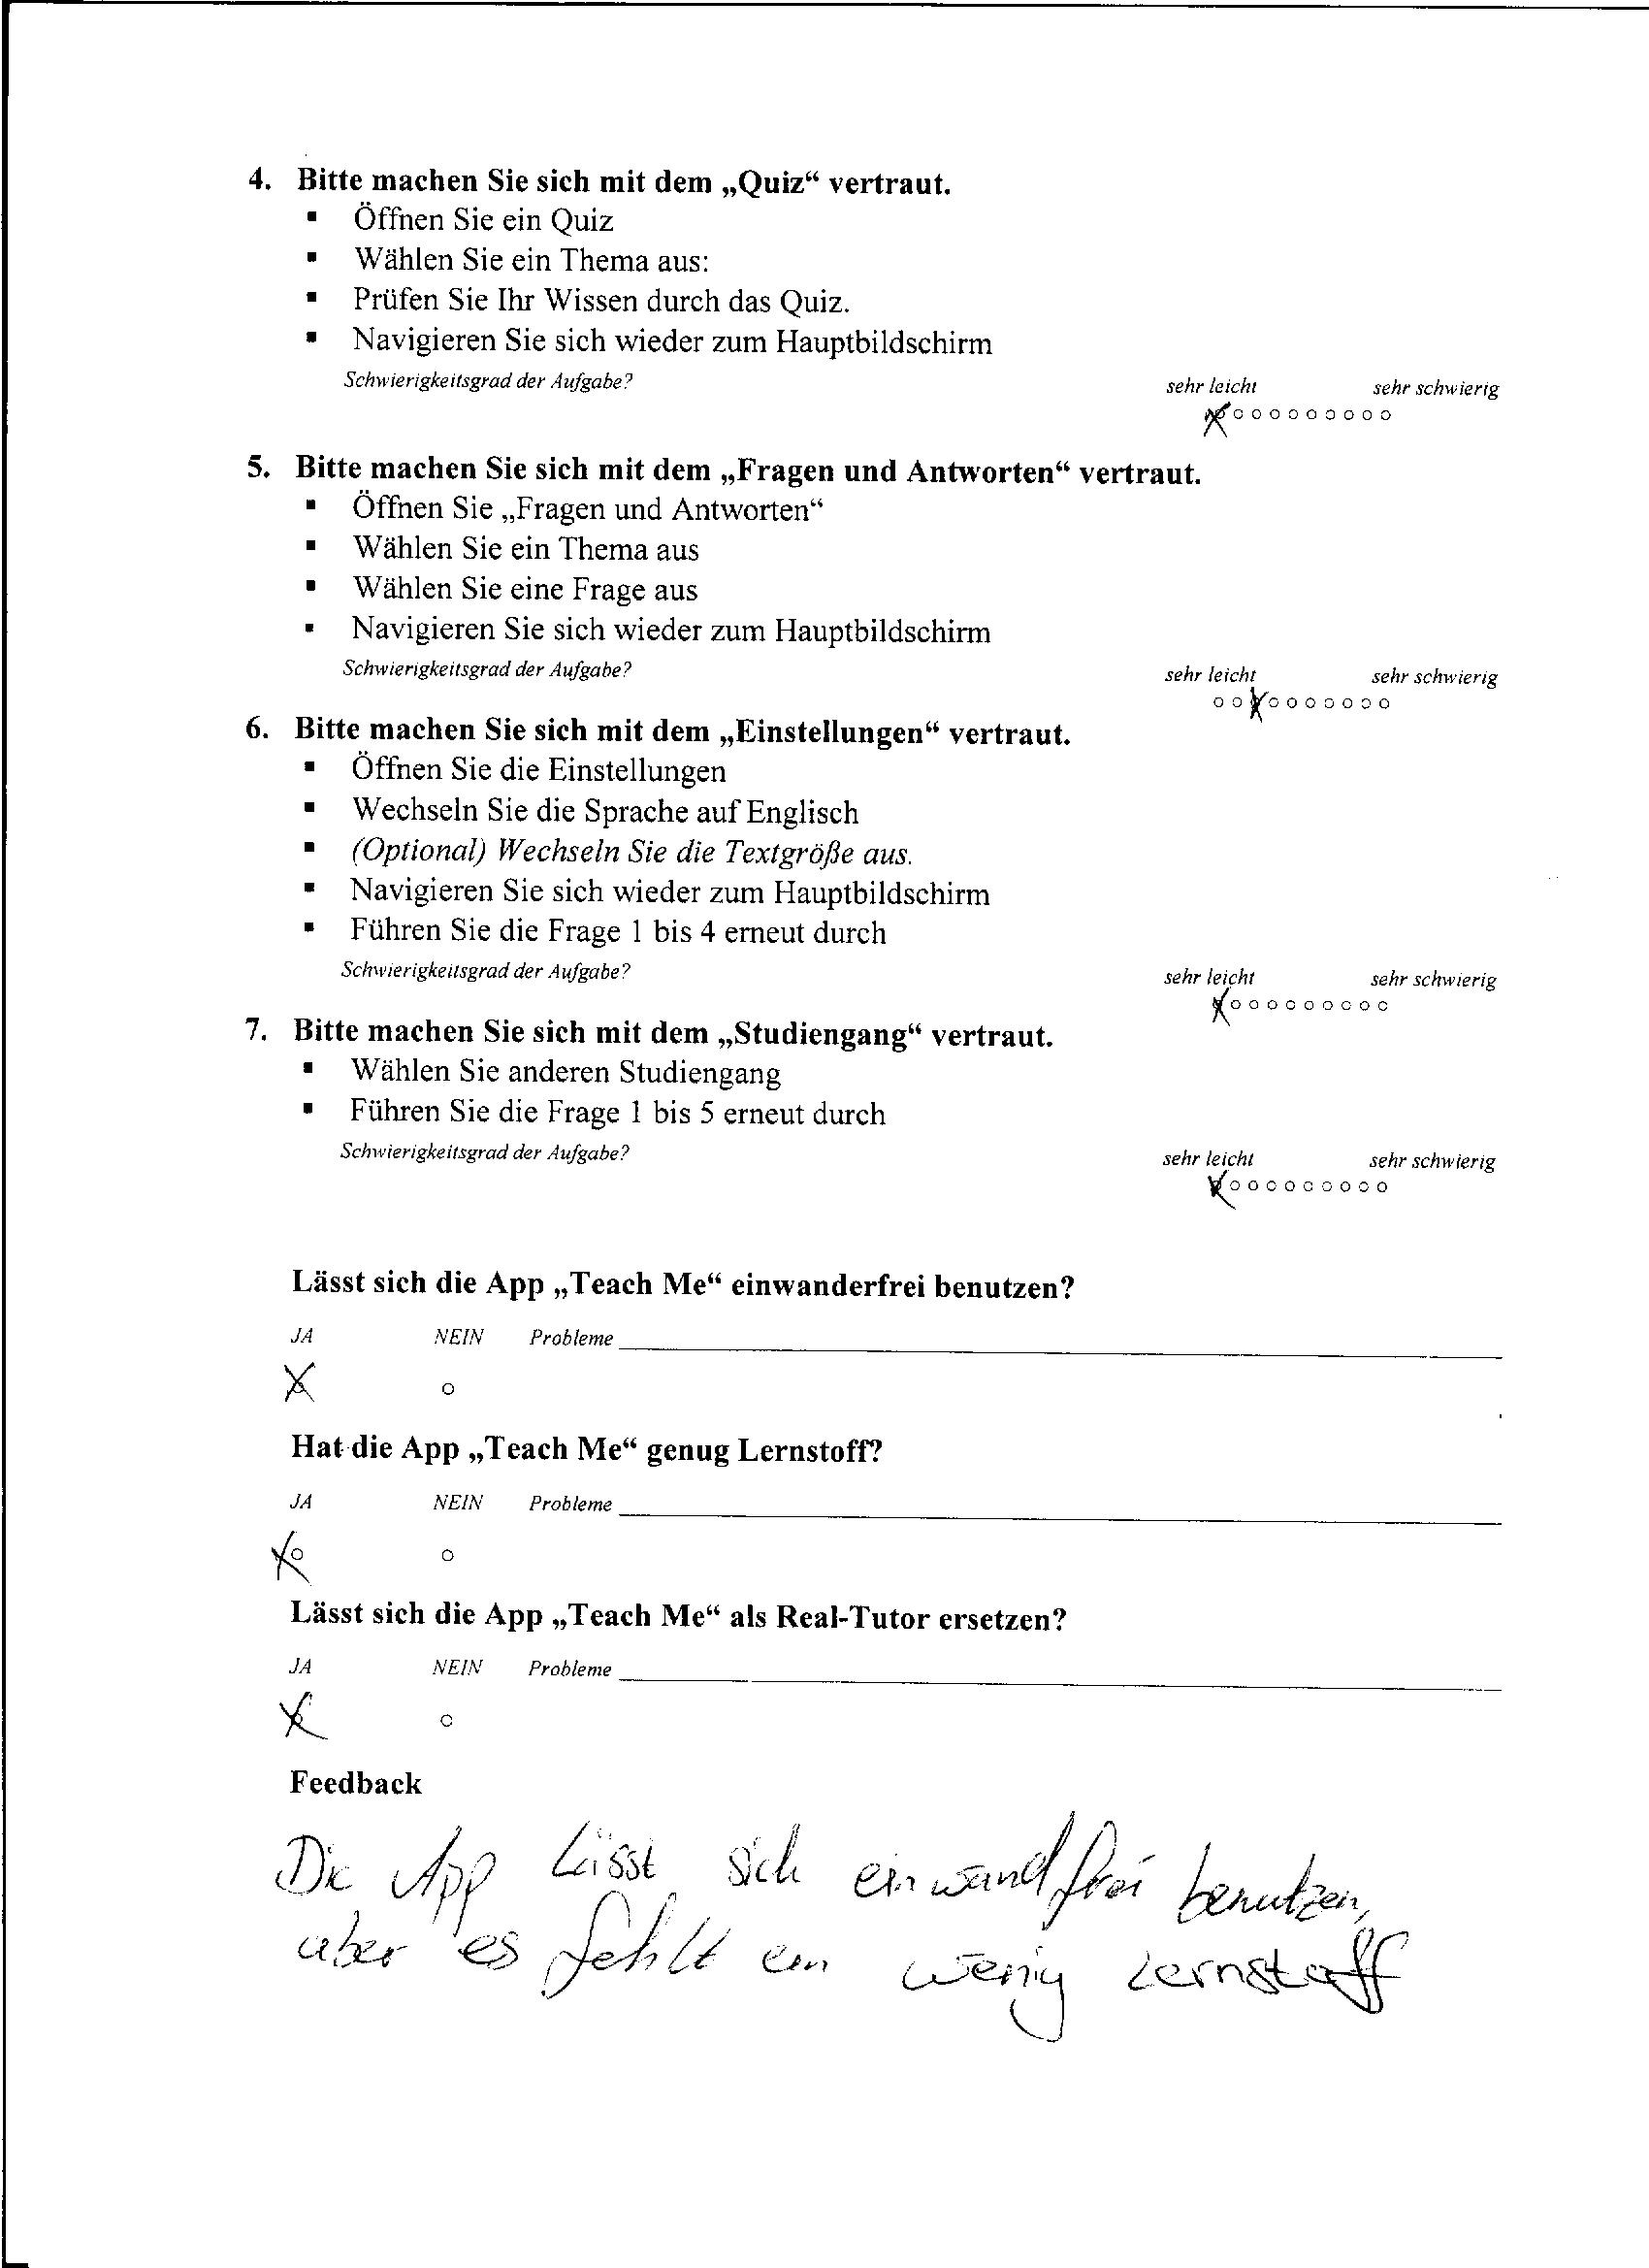 4. Bitte machen Sie sich mit dem „Quiz“ vertraut.
▪ Öffnen Sie ein Quiz
▪ Wählen Sie ein Thema aus:
▪ Prüfen Sie Ihr Wissen durch das Quiz.
▪ Navigieren Sie sich wieder zum Hauptbildschirm
Schwierigkeitsgrad der Aufgabe? sehr leicht sehr schwierig
5. Bitte machen Sie sich mit dem „Fragen und Antworten“ vertraut.
▪ Öffnen Sie „Fragen und Antworten“
▪ Wählen Sie ein Thema aus
▪ Wählen Sie eine Frage aus
▪ Navigieren Sie sich wieder zum Hauptbildschirm
Schwierigkeitsgrad der Aufgabe? sehr leicht sehr schwierig
6. Bitte machen Sie sich mit dem „Einstellungen“ vertraut.
▪ Öffnen Sie die Einstellungen
▪ Wechseln Sie die Sprache auf Englisch
▪ (Optional) Wechseln Sie die Textgröße aus.
▪ Navigieren Sie sich wieder zum Hauptbildschirm
▪ Führen Sie die Frage 1 bis 4 erneut durch
Schwierigkeitsgrad der Aufgabe? sehr leicht sehr schwierig
7. Bitte machen Sie sich mit dem „Studiengang“ vertraut.
▪ Wählen Sie anderen Studiengang
▪ Führen Sie die Frage 1 bis 5 erneut durch
Schwierigkeitsgrad der Aufgabe? sehr leicht sehr schwierig
Lässt sich die App „Teach Me“ einwanderfrei benutzen?
JA NEIN Probleme
Hat die App „Teach Me“ genug Lernstoff?
JA NEIN Probleme
Lässt sich die App „Teach Me“ als Real-Tutor ersetzen?
JA NEIN Probleme
Feedback
Die App Lässt sich einwandfrei benutzen,
aber es fehlt ein wenig Lernstoff